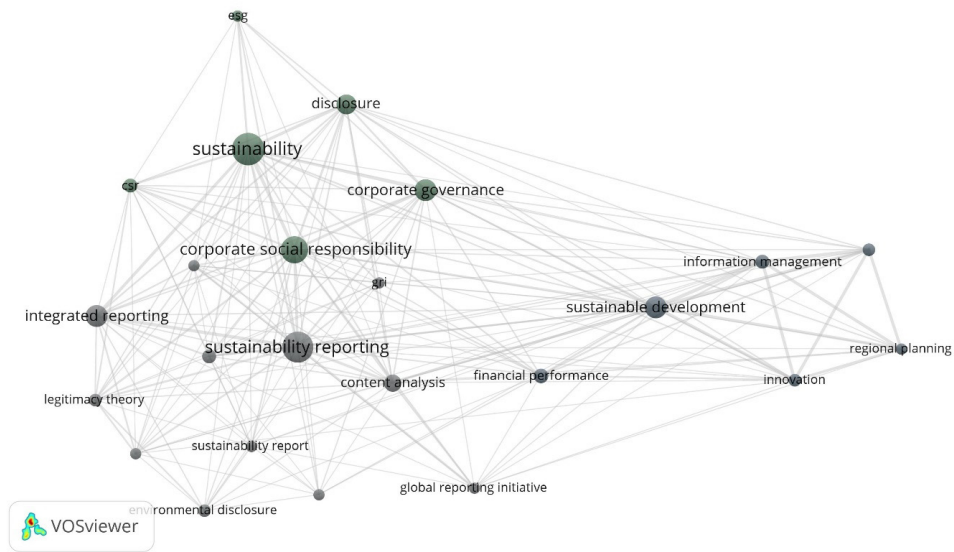 esg
disclosure
sustainability
csr
corporate governance
corporate social responsibility
information management
gri
sustainable development
integrated reporting
sustainability reporting
regional planning
content analysis
financial performance
innovation
legitimacy theory
sustainability report
global reporting initiative
environmental disclosure
VOSviewer